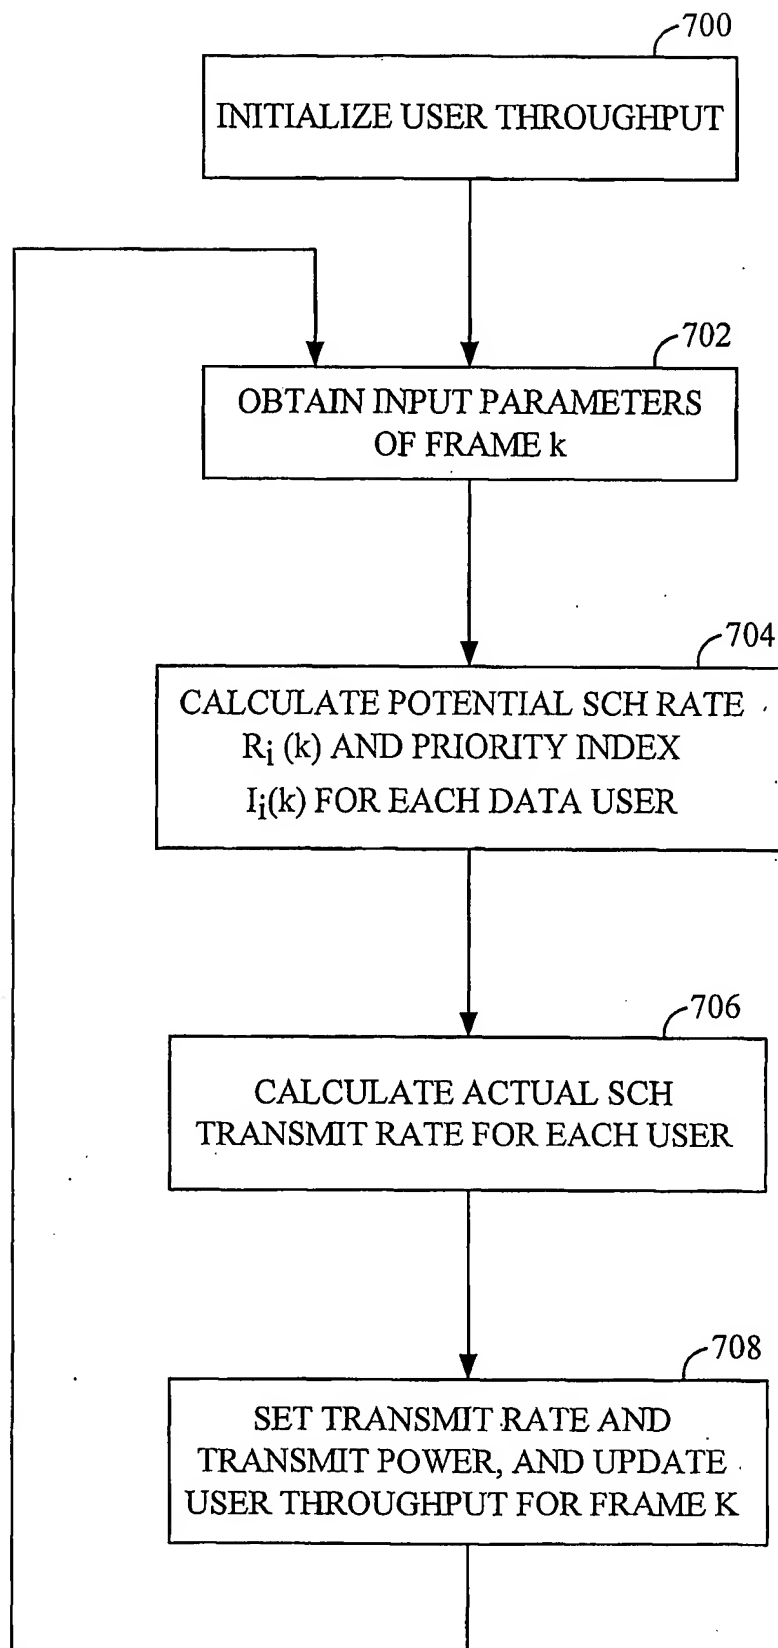 700
INITIALIZE USER THROUGHPUT
702
OBTAIN INPUT PARAMETERS
OF FRAME k
704
CALCULATE POTENTIAL SCH RATE
Ri (k) AND PRIORITY INDEX
Ii(k) FOR EACH DATA USER
706
CALCULATE ACTUAL SCH
TRANSMIT RATE FOR EACH USER
708
SET TRANSMIT RATE AND
TRANSMIT POWER, AND UPDATE
USER THROUGHPUT FOR FRAME K